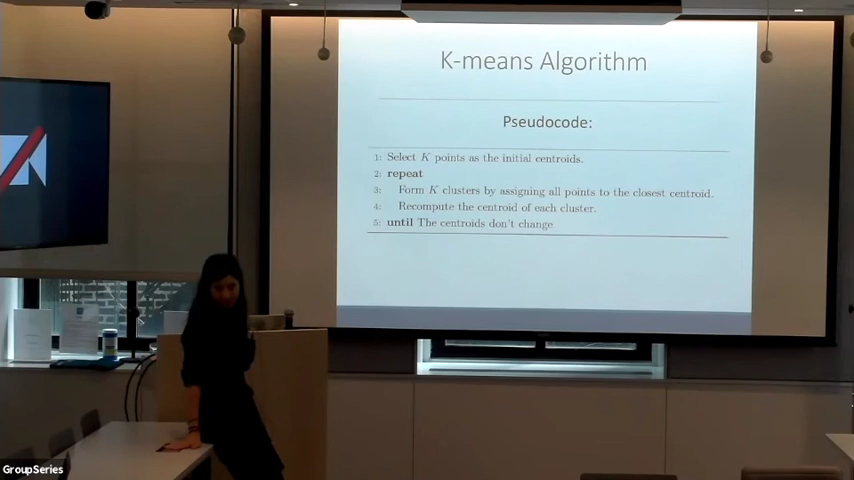 K-means Algorithm
Pseudocode:
1: Select K points as the initial centroids.
2: repeat
3: Form K clusters by assigning all points to the closest centroid.
4: Recompute the centroid of each cluster.
5: until The centroids don't change
GroupSeries